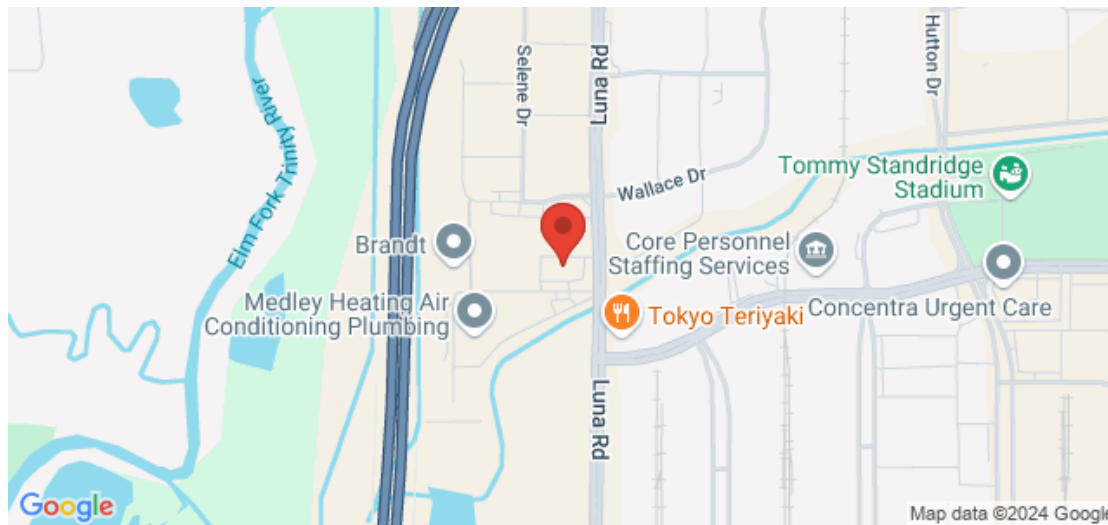 Selene Dr
Luna Rd
Hutton Dr
Elm Fork Trinity River
Wallace Dr
Tommy Standridge
Stadium
Brandt
Core Personnel
Staffing Services
Medley Heating Air
Conditioning Plumbing
Tokyo Teriyaki
Concentra Urgent Care
Luna Rd
Google
Map data ©2024 Google